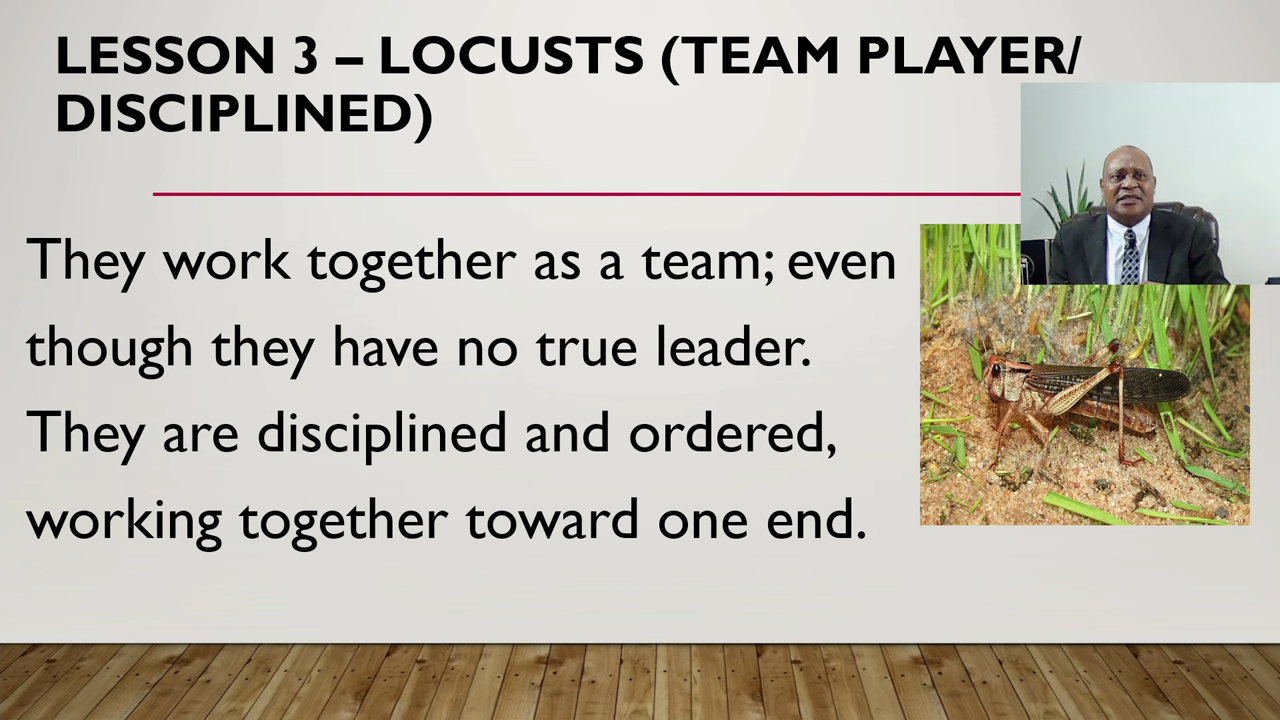 LESSON 3 – LOCUSTS (TEAM PLAYER/
DISCIPLINED)
They work together as a team; even
though they have no true leader.
They are disciplined and ordered,
working together toward one end.